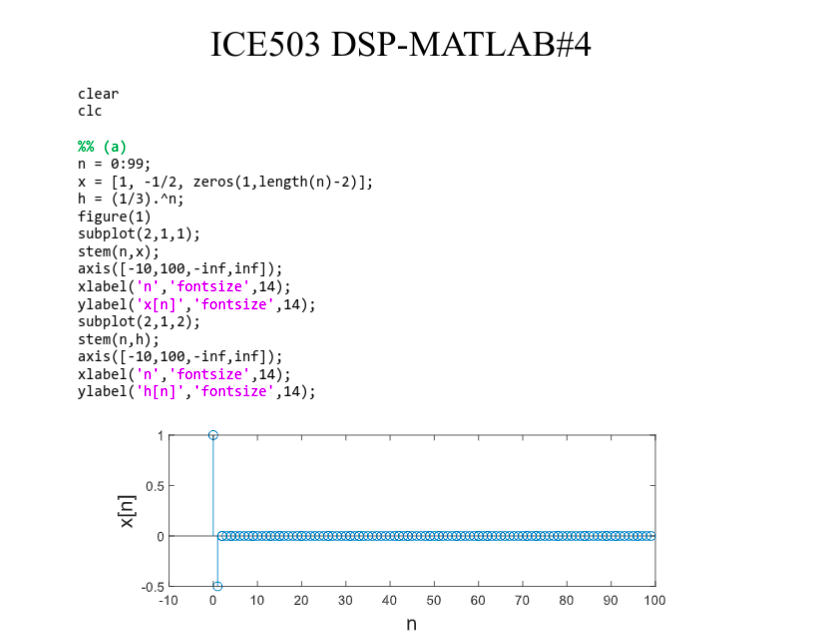 ICE503 DSP-MATLAB#4
clear
clc
%% (a)
n = 0:99;
x = [1, -1/2, zeros(1,length(n)-2)];
h = (1/3).^n;
figure(1)
subplot(2,1,1);
stem(n,x);
axis([-10,100,-inf,inf]);
xlabel('n','fontsize',14);
ylabel('x[n]','fontsize',14);
subplot(2,1,2);
stem(n,h);
axis([-10,100,-inf,inf]);
xlabel('n','fontsize',14);
ylabel('h[n]','fontsize',14);
1
0.5
x[n]
0
-0.5
-10 0 10 20 30 40 50 60 70 80 90 100
n